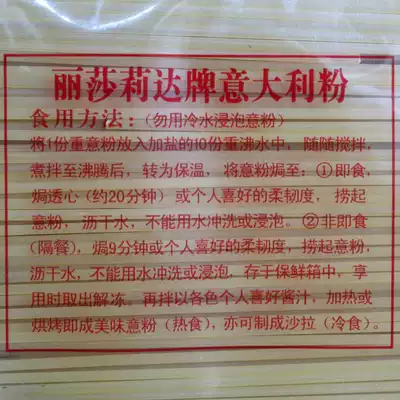 丽莎莉达牌意大利粉
食用方法：（勿用冷水浸泡意粉）
将1份重意粉放入加盐的10份重沸水中，随随搅拌，
煮拌至沸腾后，转为保温，将意粉焗至：①即食，
焗透心（约20分钟）或个人喜好的柔韧度，捞起
意粉，沥干水，不能用水冲洗或浸泡。②非即食
（隔餐），焗9分钟或个人喜好的柔韧度，捞起意粉，
沥干水，不能用水冲洗或浸泡，存于保鲜箱中，享
用时取出解冻。再拌以各色个人喜好酱汁，加热或
烘烤即成美味意粉（热食），亦可制成沙拉（冷食）。